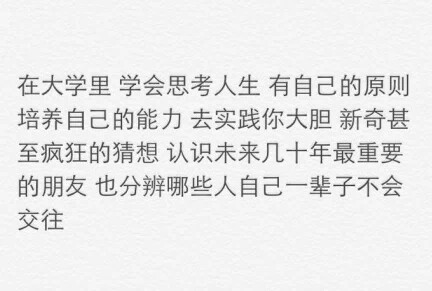 在大学里 学会思考人生 有自己的原则
培养自己的能力 去实践你大胆 新奇甚
至疯狂的猜想 认识未来几十年最重要
的朋友 也分辨哪些人自己一辈子不会
交往